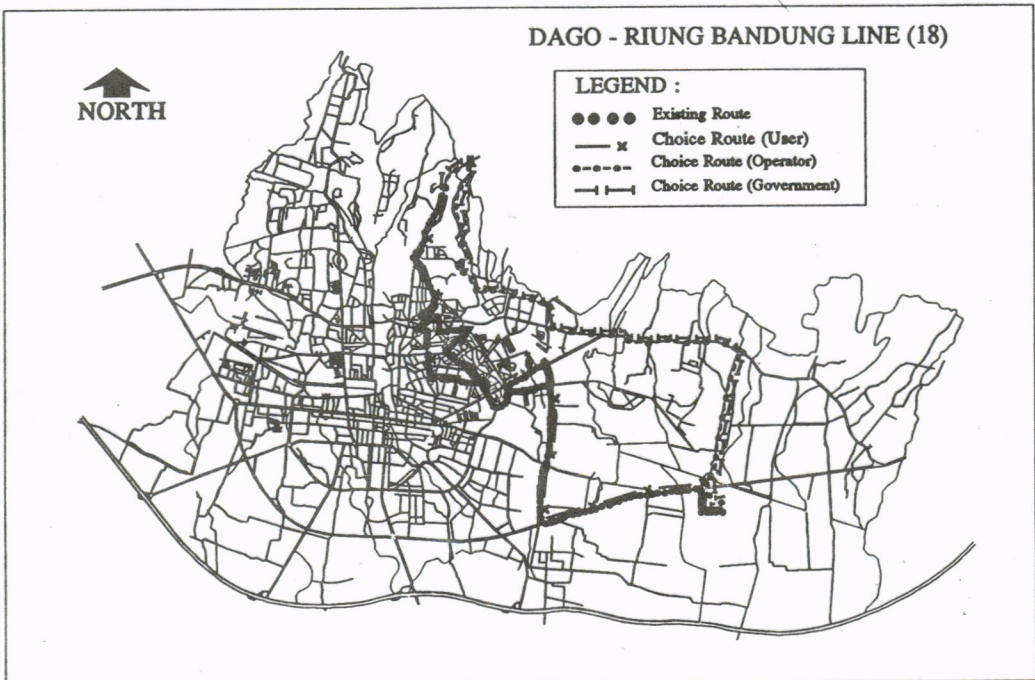 DAGO - RIUNG BANDUNG LINE (18)
NORTH
LEGEND :
Existing Route
Choice Route (User)
Choice Route (Operator)
Choice Route (Government)